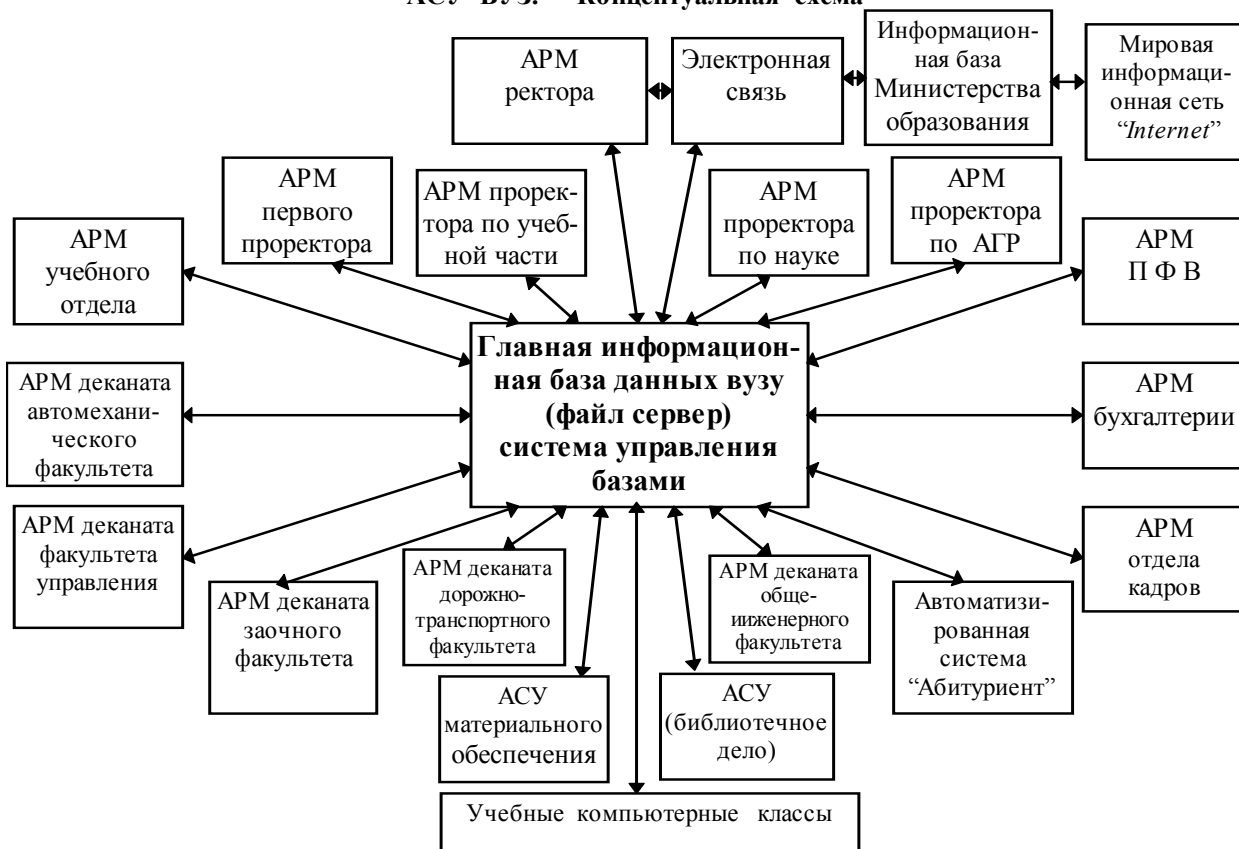 АСУ ВУЗ. Концептуальная схема
АРМ
ректора
Электронная
связь
Информацион-
ная база
Министерства
образования
Мировая
информаци-
онная сеть
“Internet”
АРМ
первого
проректора
АРМ прорек-
тора по учеб-
ной части
АРМ
проректора
по науке
АРМ
проректора
по АГР
АРМ
учебного
отдела
АРМ
П Ф В
Главная информацион-
ная база данных вузу
(файл сервер)
система управления
базами
АРМ деканата
автомехани-
ческого
факультета
АРМ
бухгалтерии
АРМ деканата
факультета
управления
АРМ
отдела
кадров
АРМ деканата
заочного
факультета
АРМ деканата
дорожно-
транспортного
факультета
АРМ деканата
обще-
ииженерного
факультета
Автоматизи-
рованная
система
“Абитуриент”
АСУ
материального
обеспечения
АСУ
(библиотечное
дело)
Учебные компьютерные классы